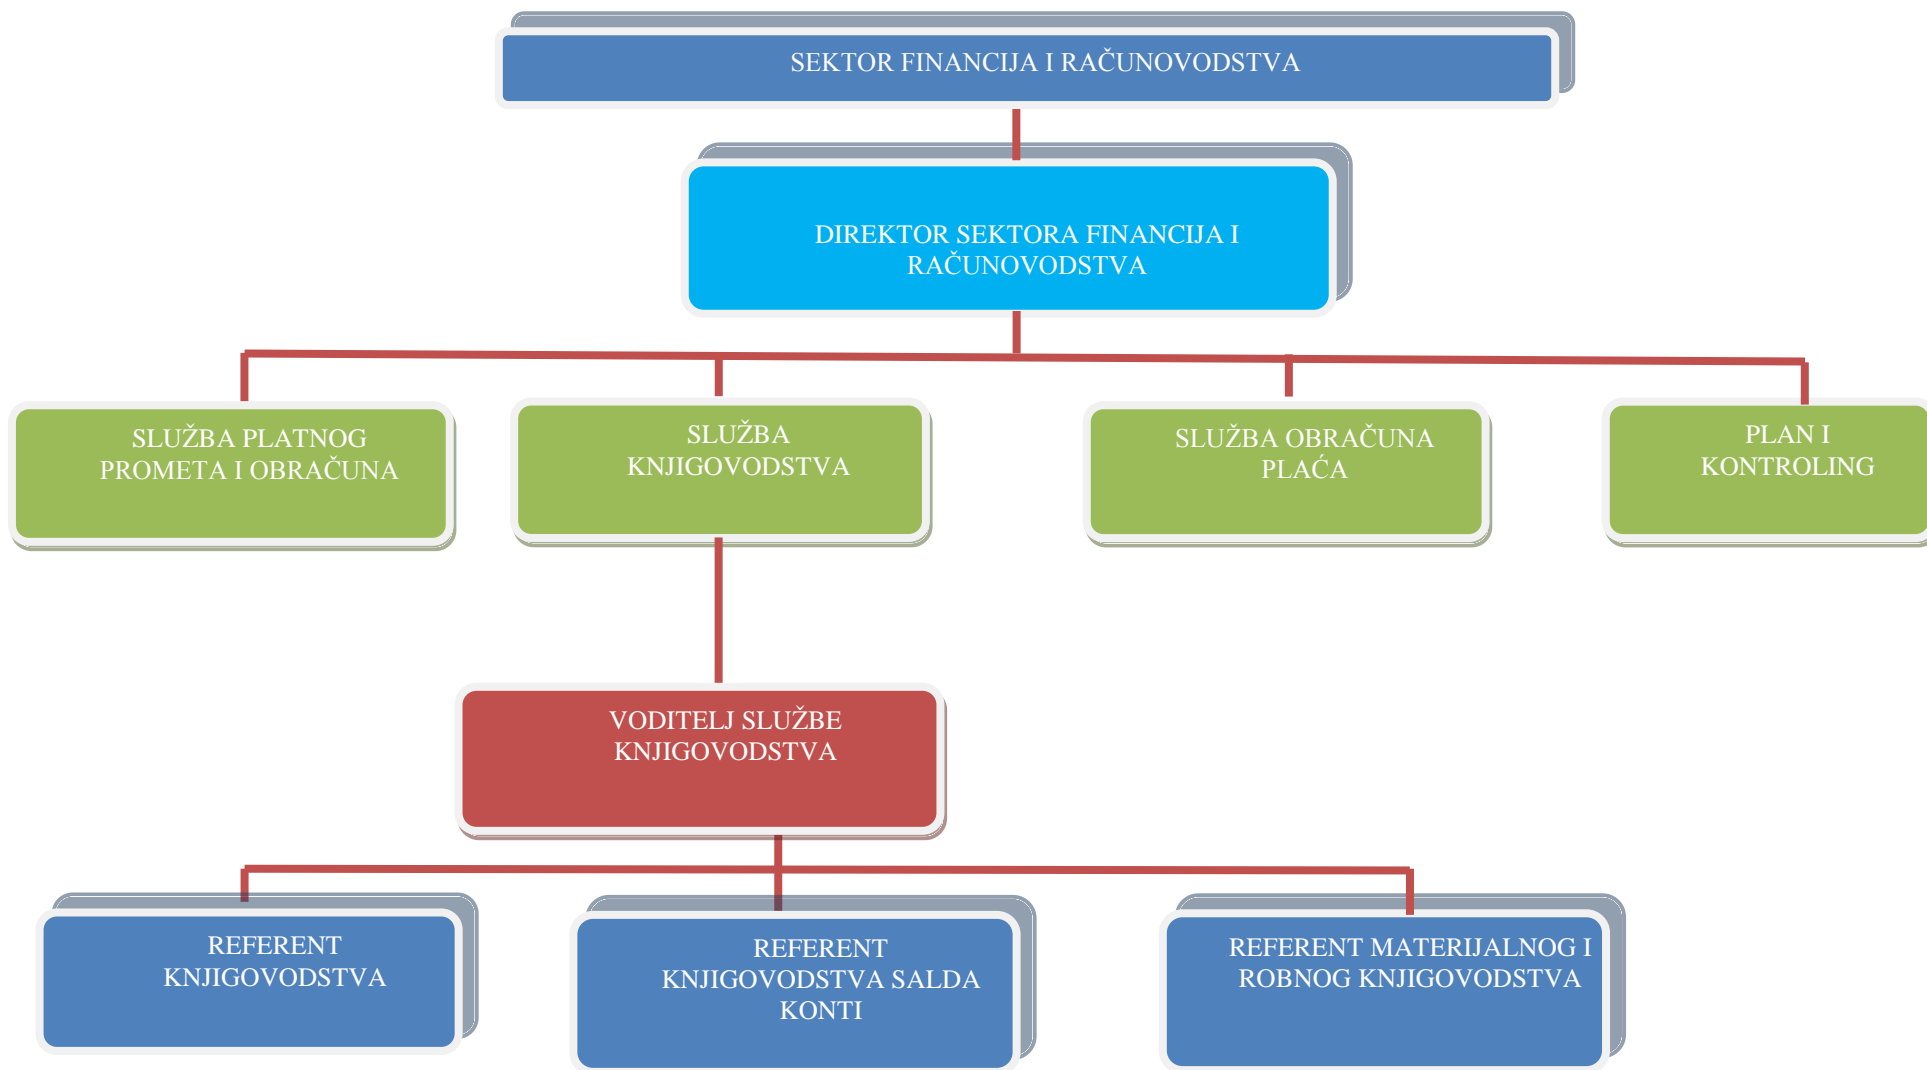 SEKTOR FINANCIJA I RAČUNOVODSTVA
DIREKTOR SEKTORA FINANCIJA I
RAČUNOVODSTVA
SLUŽBA PLATNOG
PROMETA I OBRAČUNA
SLUŽBA
KNJIGOVODSTVA
SLUŽBA OBRAČUNA
PLAĆA
PLAN I
KONTROLING
VODITELJ SLUŽBE
KNJIGOVODSTVA
REFERENT
KNJIGOVODSTVA
REFERENT
KNJIGOVODSTVA SALDA
KONTI
REFERENT MATERIJALNOG I
ROBNOG KNJIGOVODSTVA